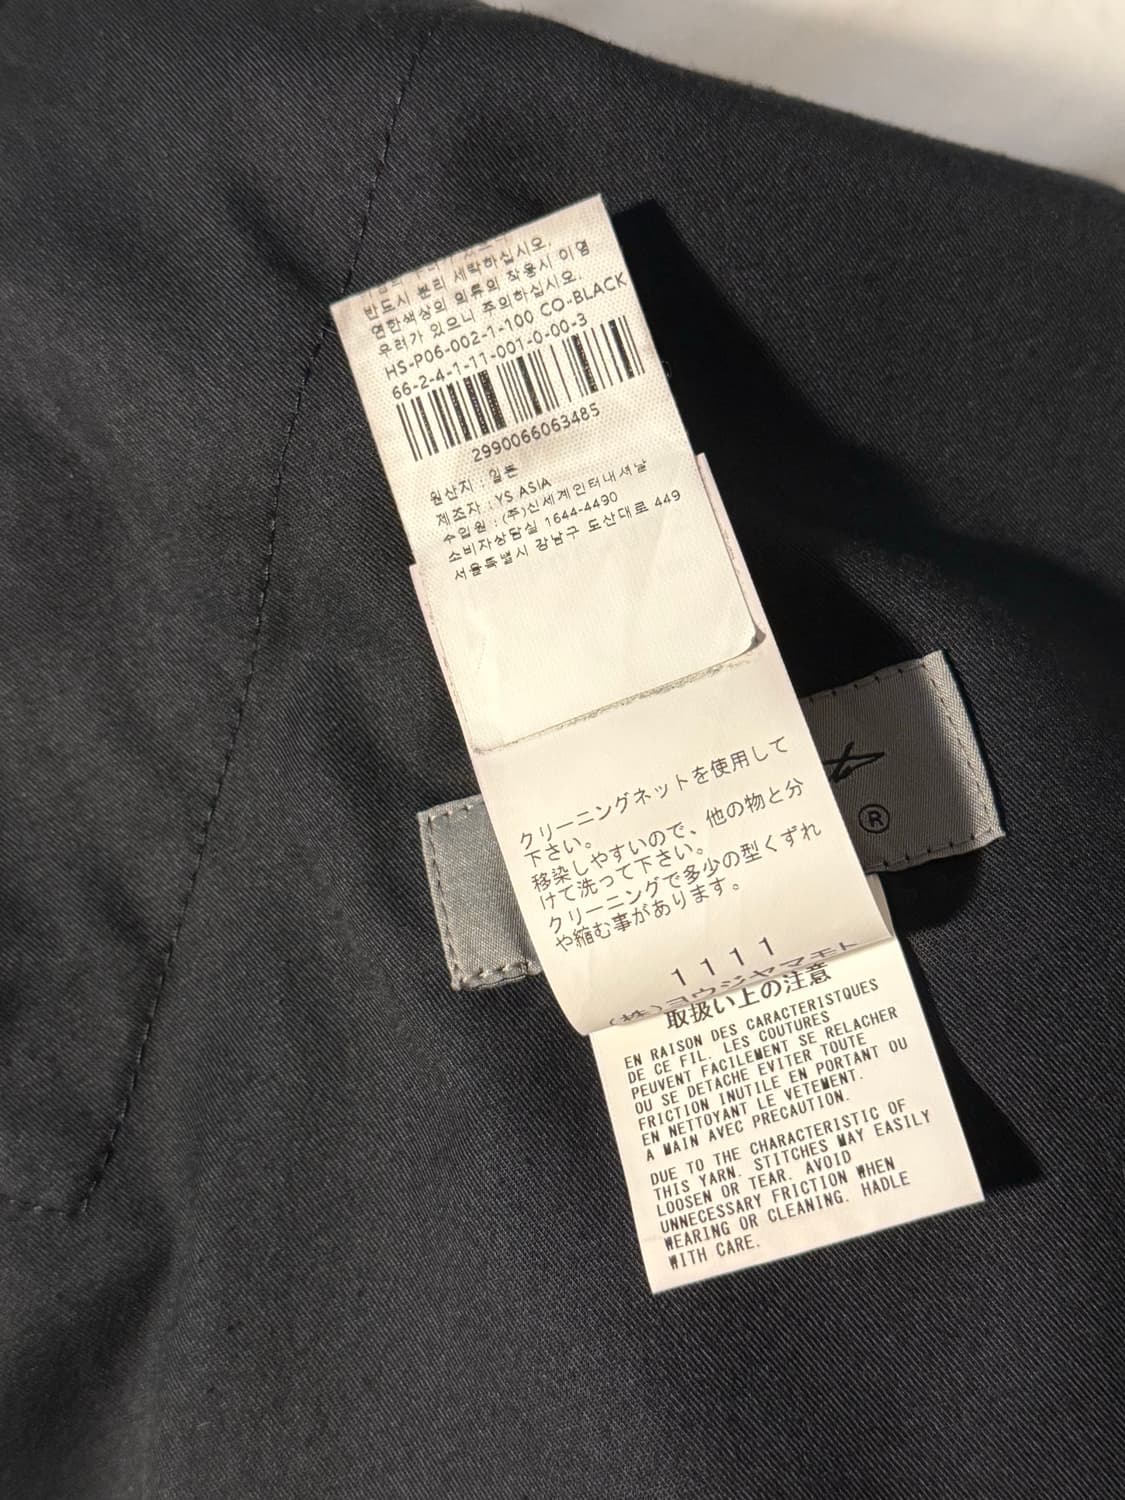 반드시 분리 세탁하십시오.
연한색상의 의류의 착용시 이염
우려가 있으니 주의하십시오.
HS-P06-002-1-100 CO-BLACK
66-2-4-1-11-001-0-00-3
2990066063485
원산지 : 일본
제조자 : YS ASIA
수입원 : (주)신세계인터내셔날
소비자상담실 1644-4490
서울특별시 강남구 도산대로 449
クリーニングネットを使用して
下さい。
移染しやすいので、他の物と分
けて洗って下さい。
クリーニングで多少の型くずれ
や縮む事があります。
®
1111
(株)ヨウジヤマモト
取扱い上の注意
EN RAISON DES CARACTERISTQUES
DE CE FIL. LES COUTURES
PEUVENT FACILEMENT SE RELACHER
OU SE DETACHE EVITER TOUTE
FRICTION INUTILE EN PORTANT OU
EN NETTOYANT LE VETEMENT.
A MAIN AVEC PRECAUTION.
DUE TO THE CHARACTERISTIC OF
THIS YARN. STITCHES MAY EASILY
LOOSEN OR TEAR. AVOID
UNNECESSARY FRICTION WHEN
WEARING OR CLEANING. HADLE
WITH CARE.